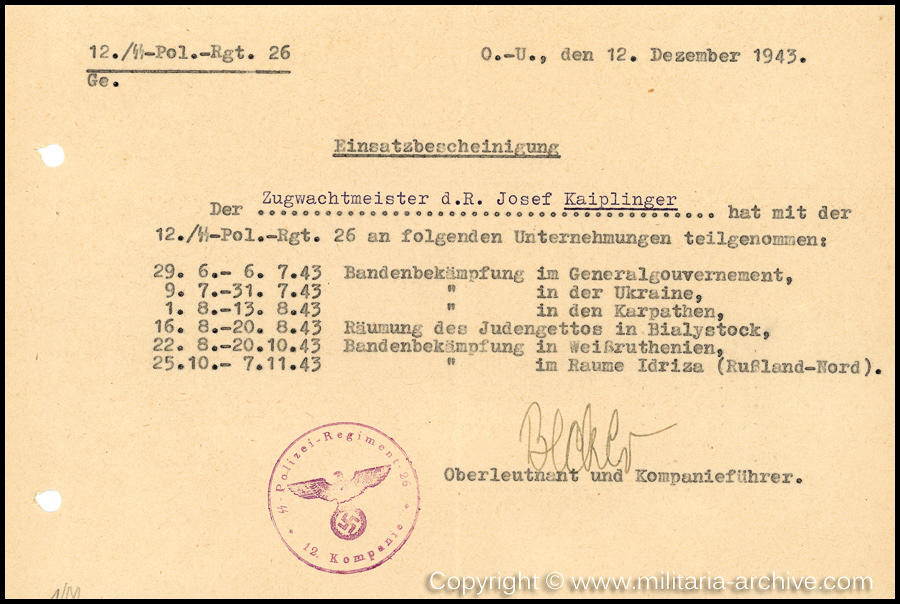 12./ᛋᛋ-Pol.-Rgt. 26
O.-U., den 12. Dezember 1943.
Ge.
Einsatzbescheinigung
Der Zugwachtmeister d.R. Josef Kaiplinger hat mit der
12./ᛋᛋ-Pol.-Rgt. 26 an folgenden Unternehmungen teilgenommen:
29. 6.- 6. 7.43 Bandenbekämpfung im Generalgouvernement,
9. 7.-31. 7.43 " in der Ukraine,
1. 8.-13. 8.43 " in den Karpathen,
16. 8.-20. 8.43 Räumung des Judengettos in Bialystock,
22. 8.-20.10.43 Bandenbekämpfung in Weißruthenien,
25.10.- 7.11.43 " im Raume Idriza (Rußland-Nord).
Becker
Oberleutnant und Kompanieführer.
ᛋᛋ Polizei-Regiment 26
12. Kompanie
Copyright © www.militaria-archive.com